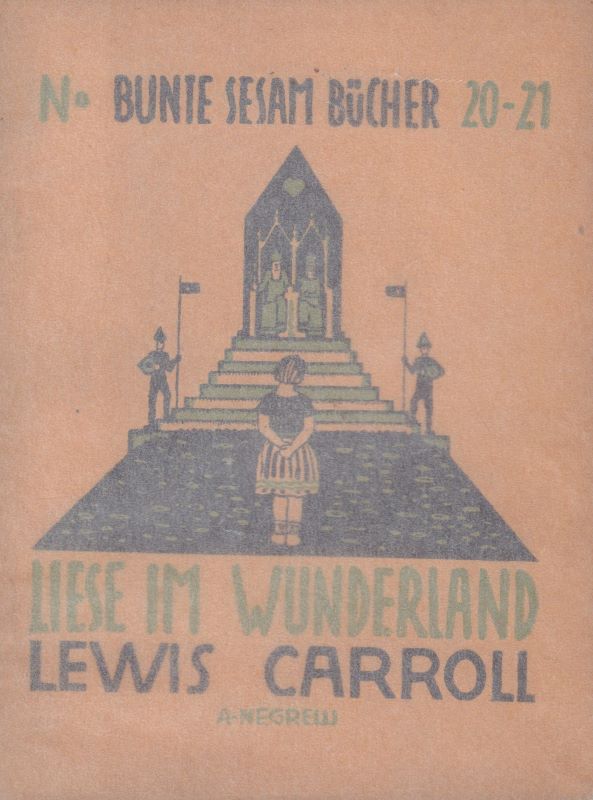 No BUNTE SESAM BÜCHER 20-21
LIESE IM WUNDERLAND
LEWIS CARROLL
A·NEGREW